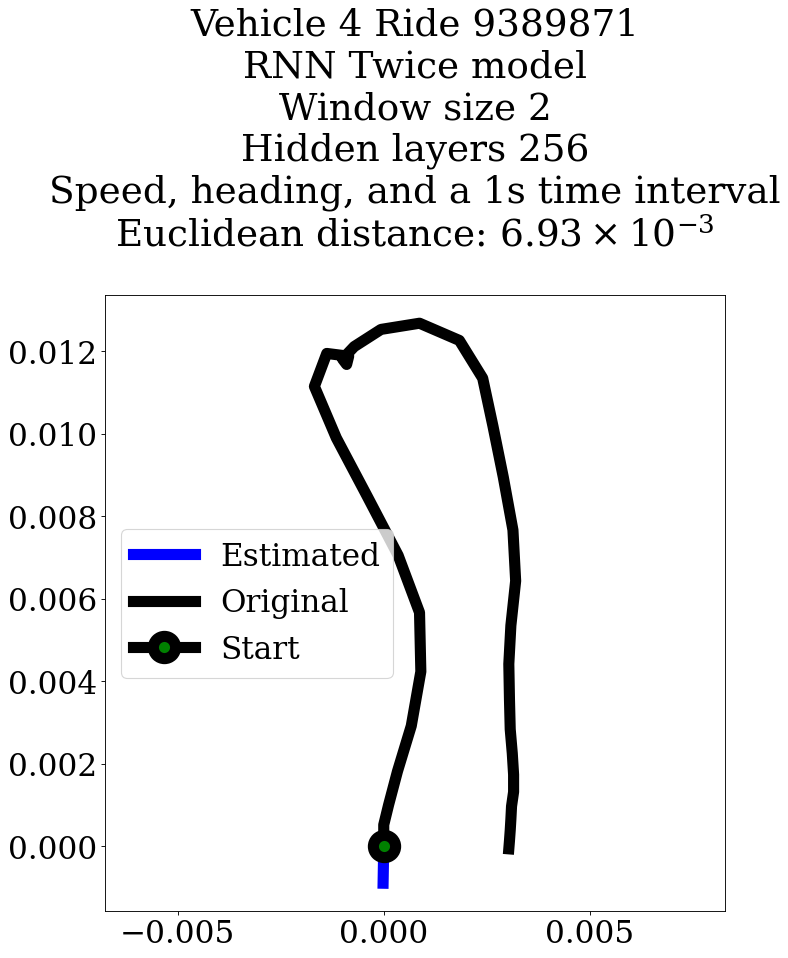 Vehicle 4 Ride 9389871
RNN Twice model
Window size 2
Hidden layers 256
Speed, heading, and a 1s time interval
Euclidean distance: 6.93 × 10⁻³
0.012
0.010
0.008
0.006
0.004
0.002
0.000
Estimated
Original
Start
−0.005 0.000 0.005